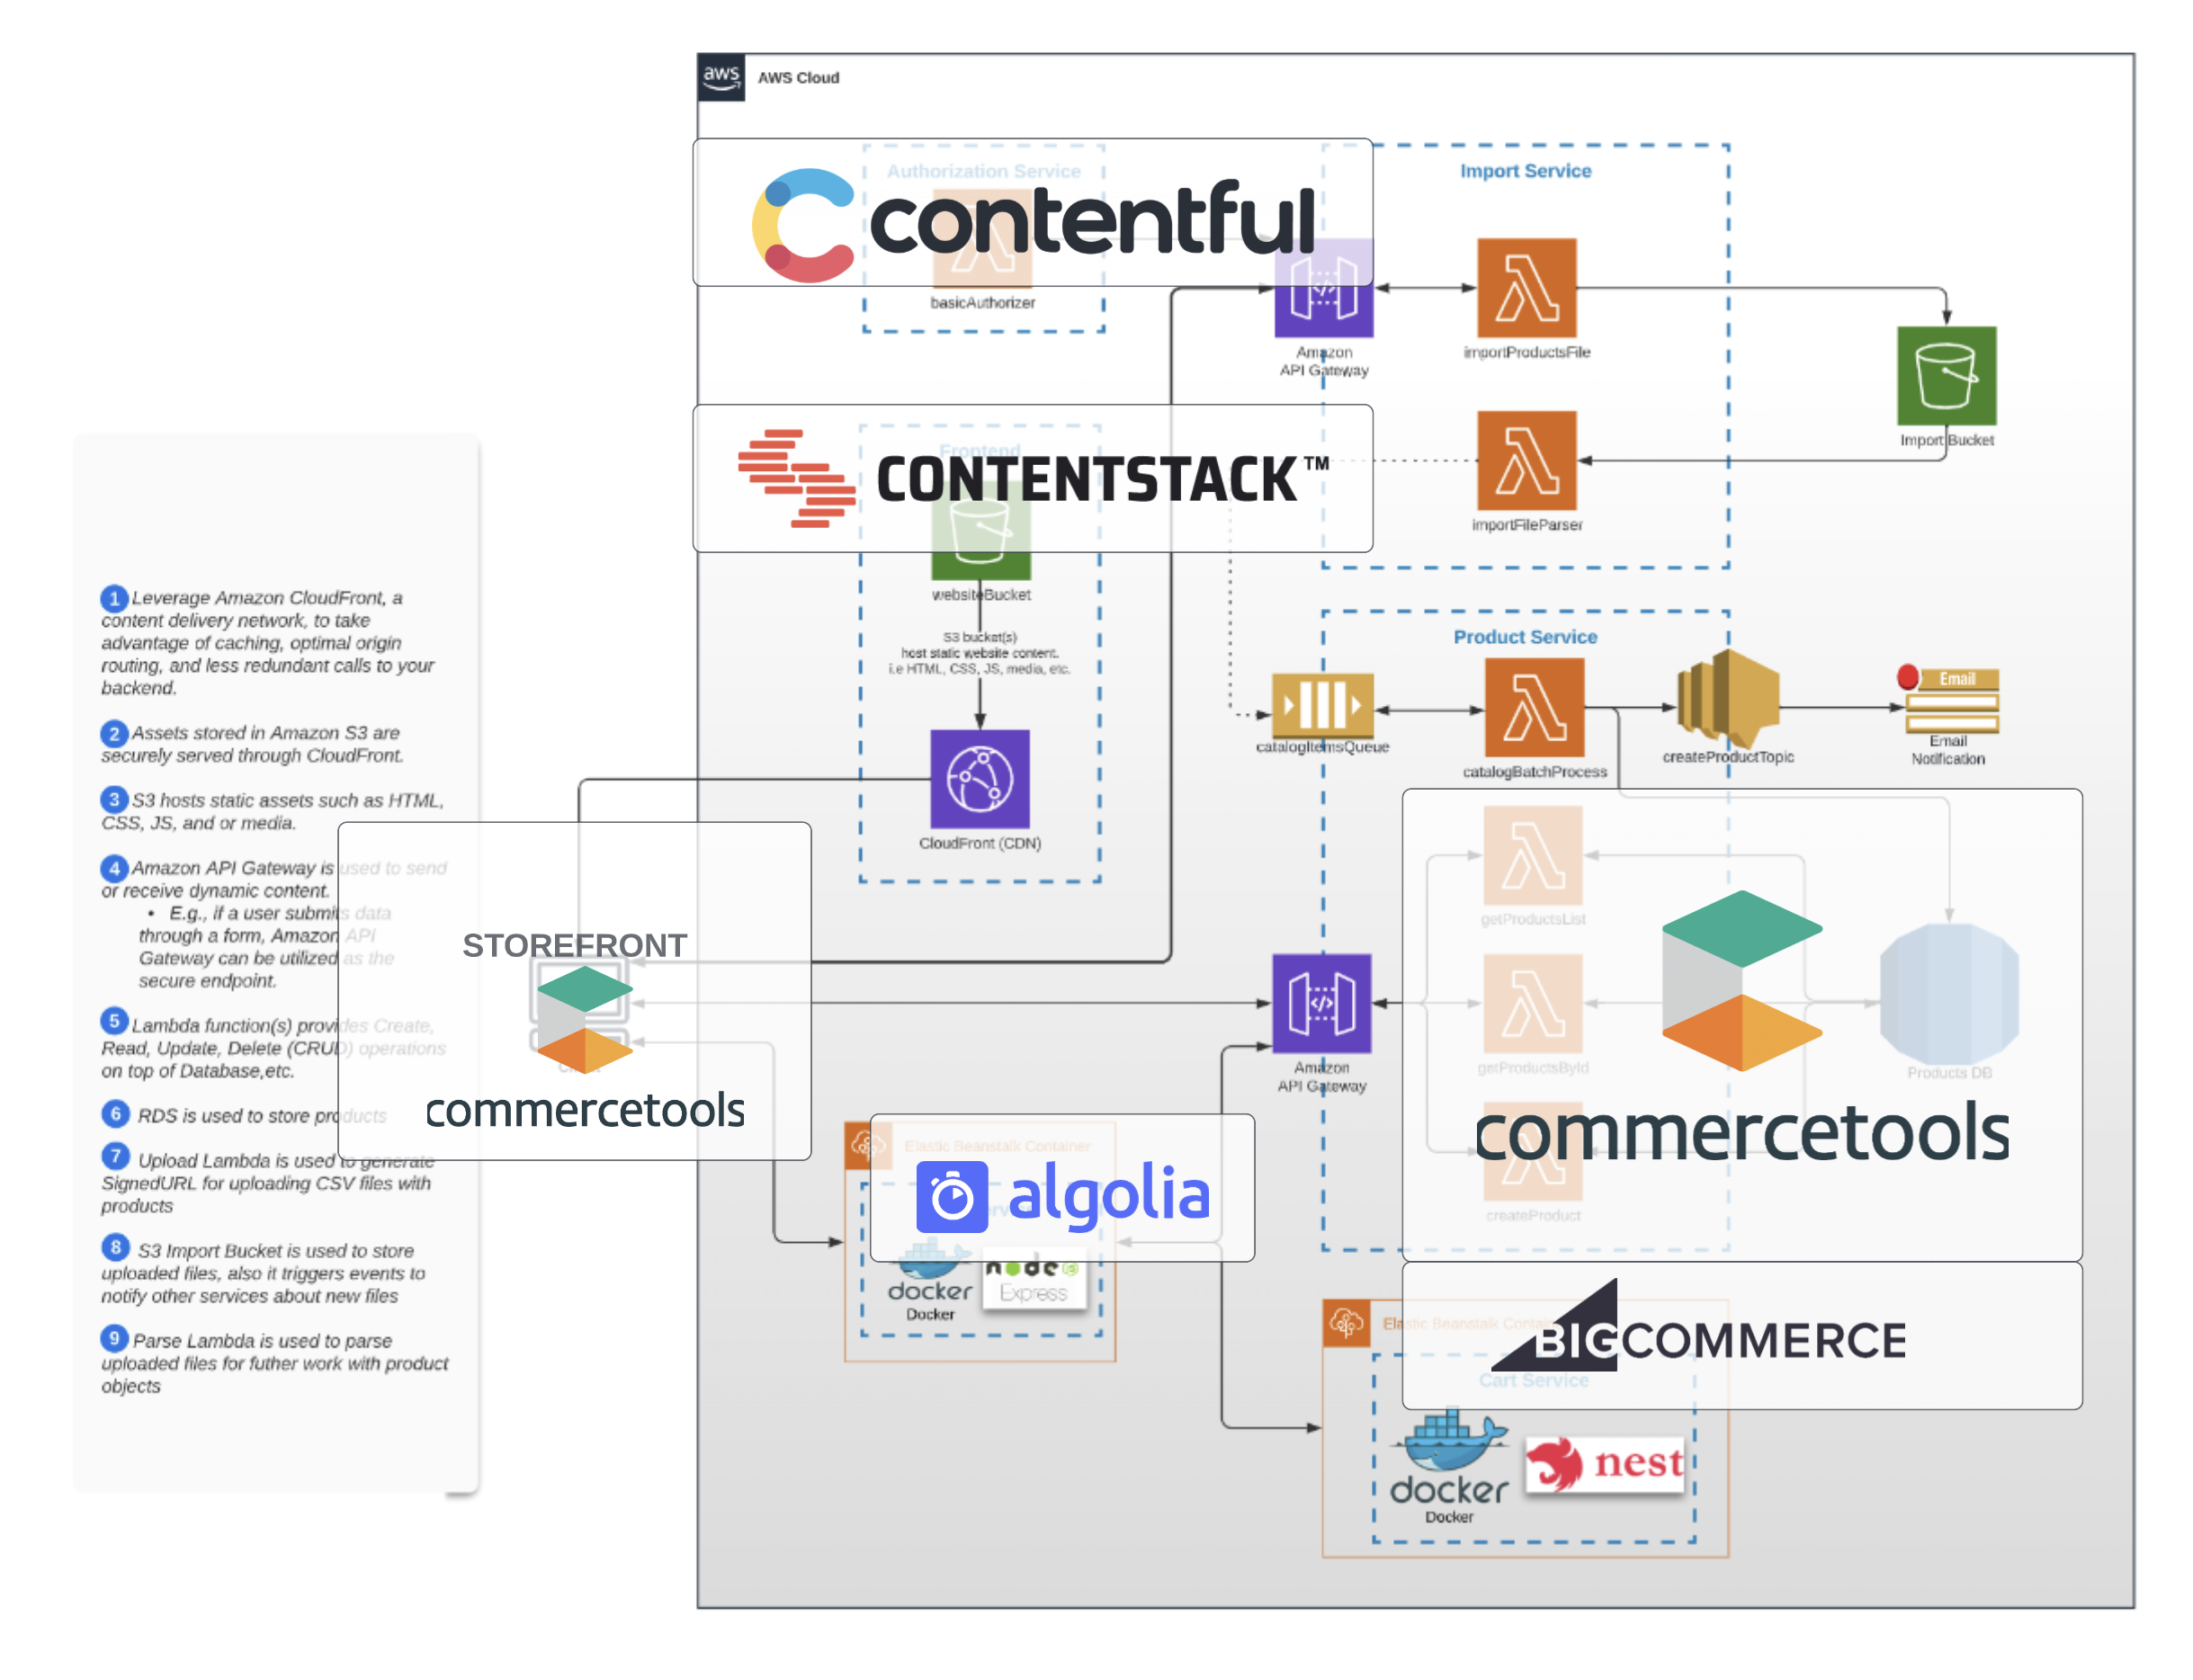 aws
AWS Cloud
Authorization Service
contentful
basicAuthorizer
Import Service
Amazon
API Gateway
importProductsFile
Import Bucket
Frontend
CONTENTSTACK™
importFileParser
websiteBucket
S3 bucket(s)
host static website content.
i.e HTML, CSS, JS, media, etc.
CloudFront (CDN)
Product Service
catalogItemsQueue
catalogBatchProcess
createProductTopic
Email
Email
Notification
1 Leverage Amazon CloudFront, a
content delivery network, to take
advantage of caching, optimal origin
routing, and less redundant calls to your
backend.
2 Assets stored in Amazon S3 are
securely served through CloudFront.
3 S3 hosts static assets such as HTML,
CSS, JS, and or media.
4 Amazon API Gateway is used to send
or receive dynamic content.
• E.g., if a user submits data
through a form, Amazon API
Gateway can be utilized as the
secure endpoint.
5 Lambda function(s) provides Create,
Read, Update, Delete (CRUD) operations
on top of Database,etc.
6 RDS is used to store products
7 Upload Lambda is used to generate
SignedURL for uploading CSV files with
products
8 S3 Import Bucket is used to store
uploaded files, also it triggers events to
notify other services about new files
9 Parse Lambda is used to parse
uploaded files for futher work with product
objects
STOREFRONT
commercetools
Amazon
API Gateway
getProductsList
getProductsById
createProduct
Products DB
commercetools
Elastic Beanstalk Container
algolia
docker
Docker
node
Express
Elastic Beanstalk
BIGCOMMERCE
Cart Service
docker
Docker
nest